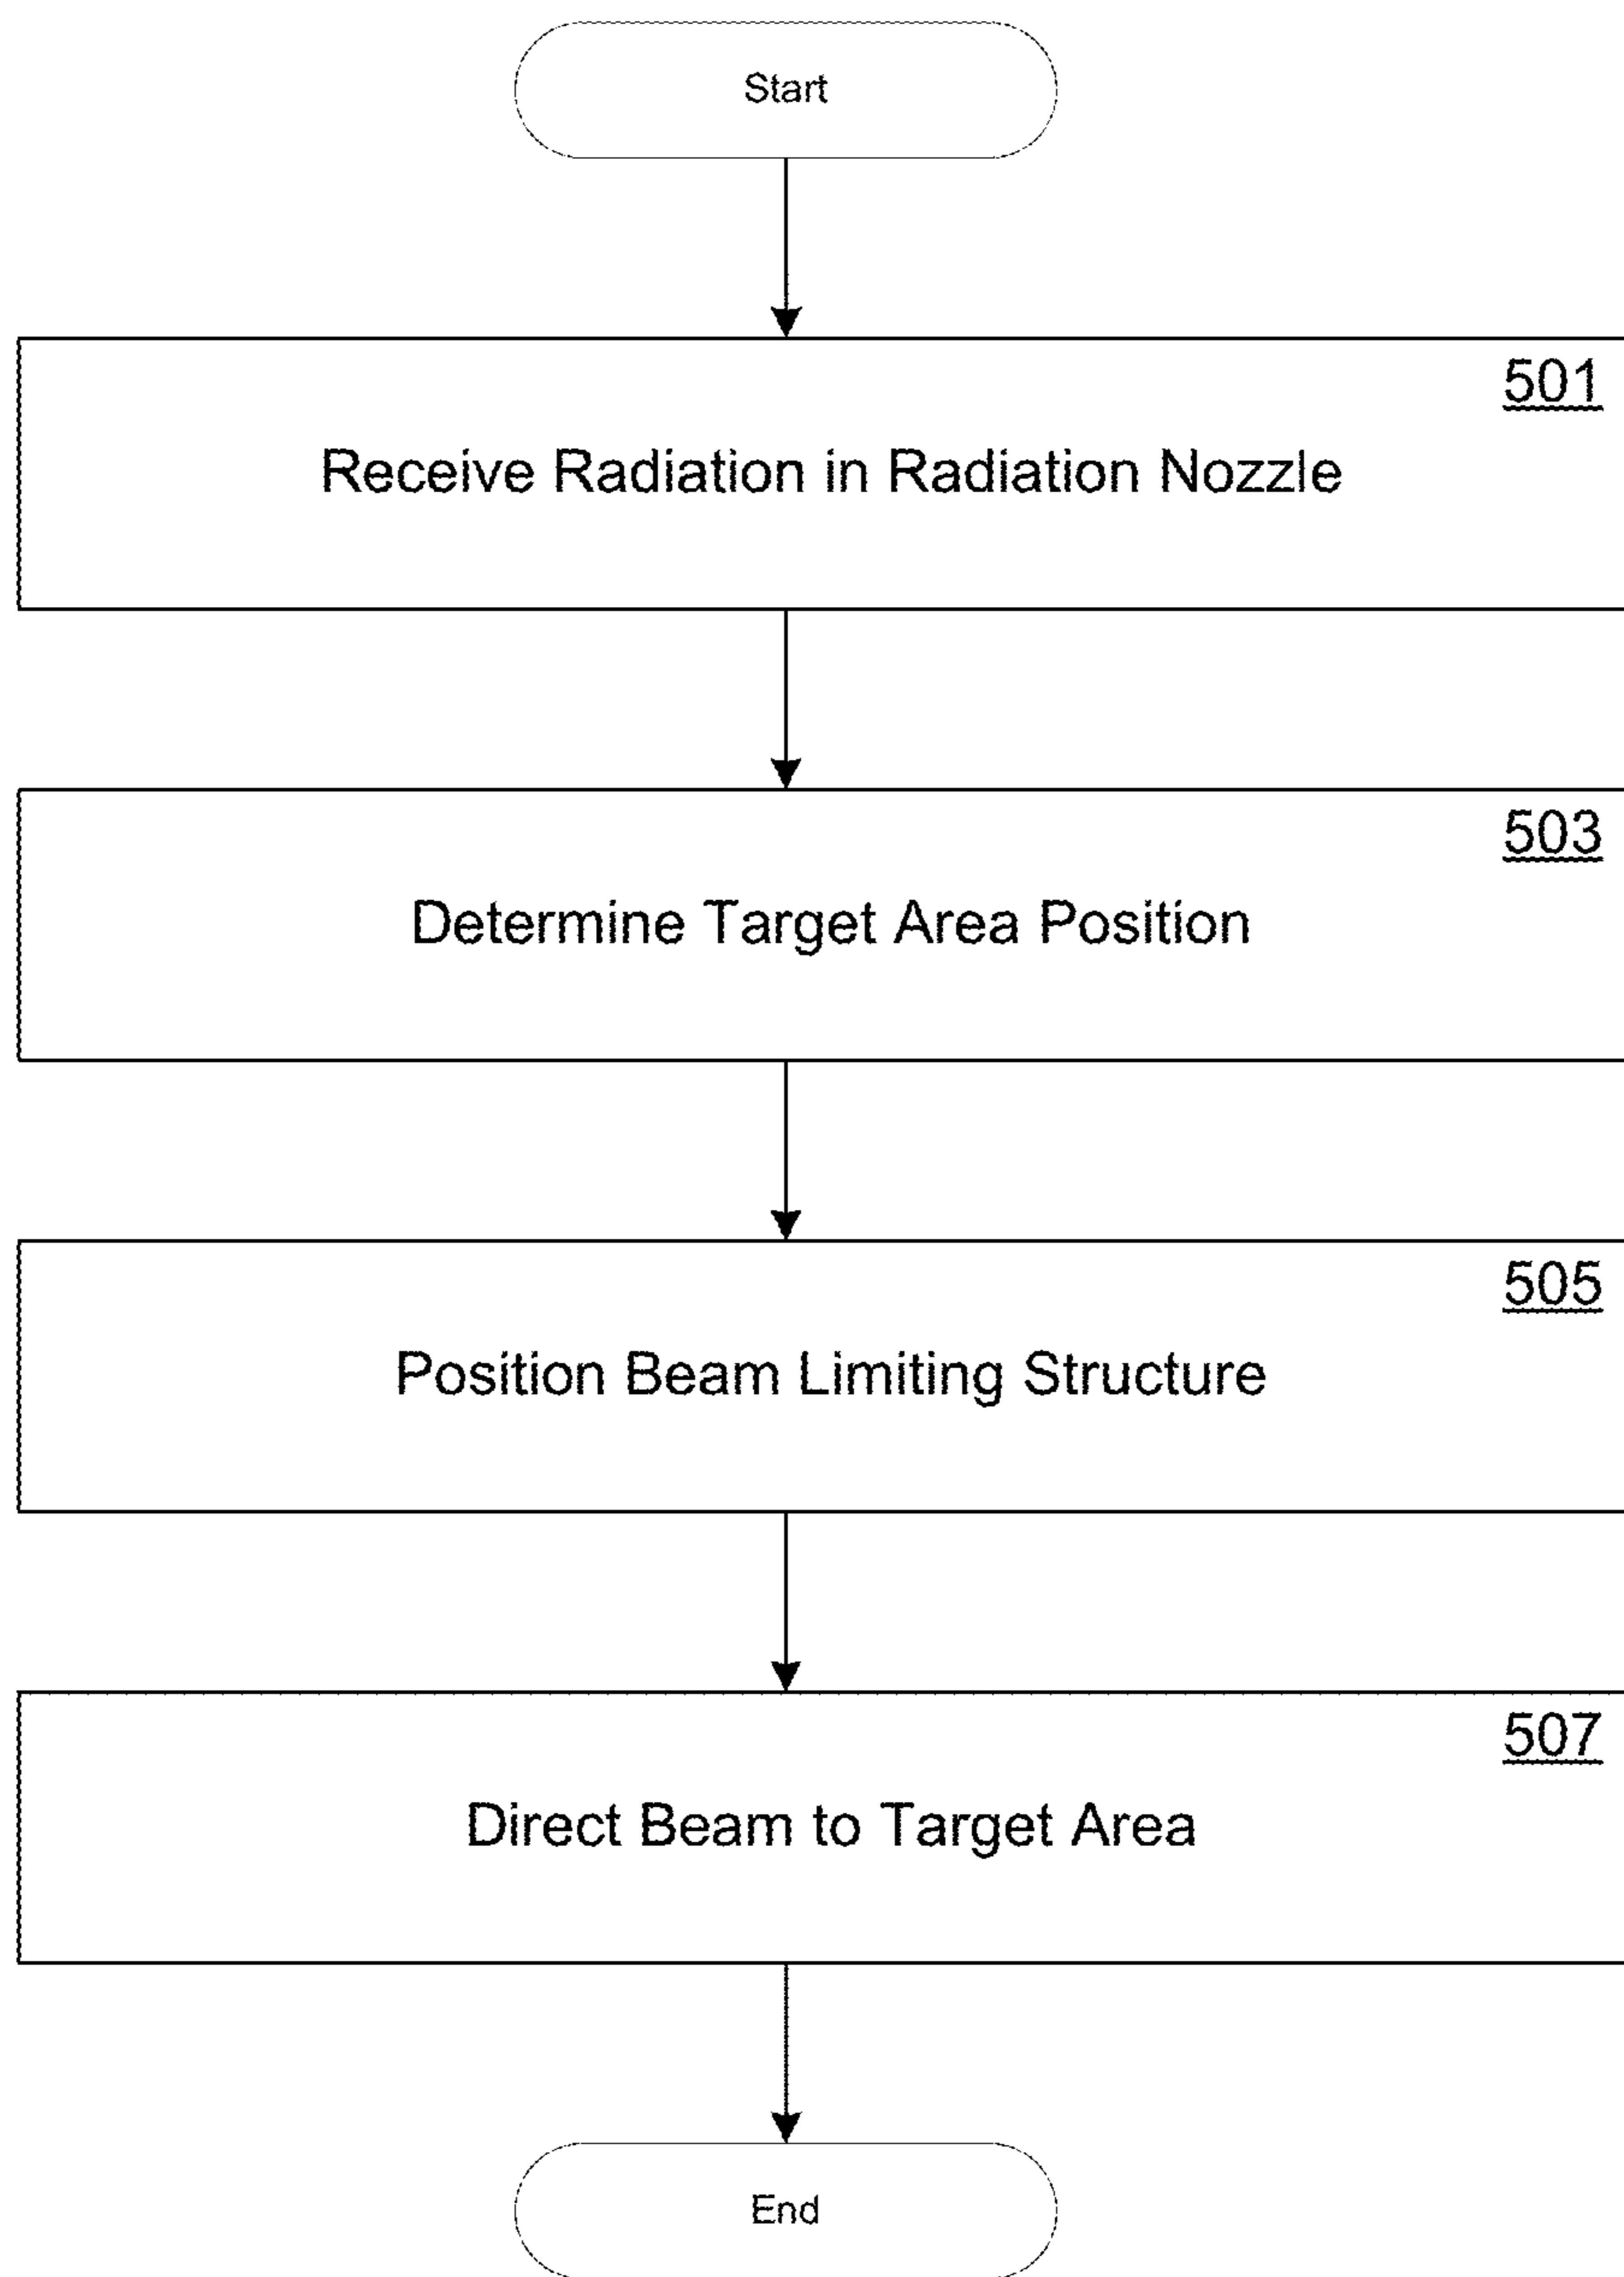 Start
501
Receive Radiation in Radiation Nozzle
503
Determine Target Area Position
505
Position Beam Limiting Structure
507
Direct Beam to Target Area
End